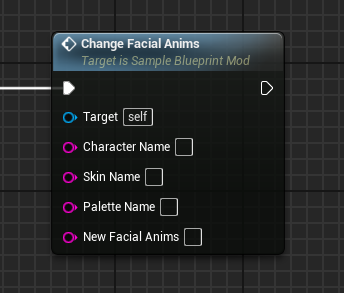 Change Facial Anims
Target is Sample Blueprint Mod
Target self
Character Name
Skin Name
Palette Name
New Facial Anims